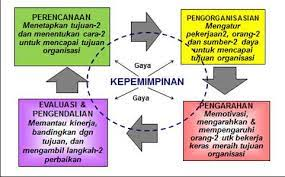 PERENCANAAN
Menetapkan tujuan-2
dan menentukan cara-2
untuk mencapai tujuan
organisasi
PENGORGANISASIAN
Mengatur
pekerjaan2, orang-2
dan sumber-2 daya
untuk mencapai
tujuan organisasi
Gaya
Gaya
KEPEMIMPINAN
Gaya
Gaya
EVALUASI &
PENGENDALIAN
Memantau kinerja,
bandingkan dgn
tujuan, dan
mengambil langkah-2
perbaikan
PENGARAHAN
Memotivasi,
mengarahkan &
mempengaruhi
orang-2 utk bekerja
keras meraih tujuan
organisasi